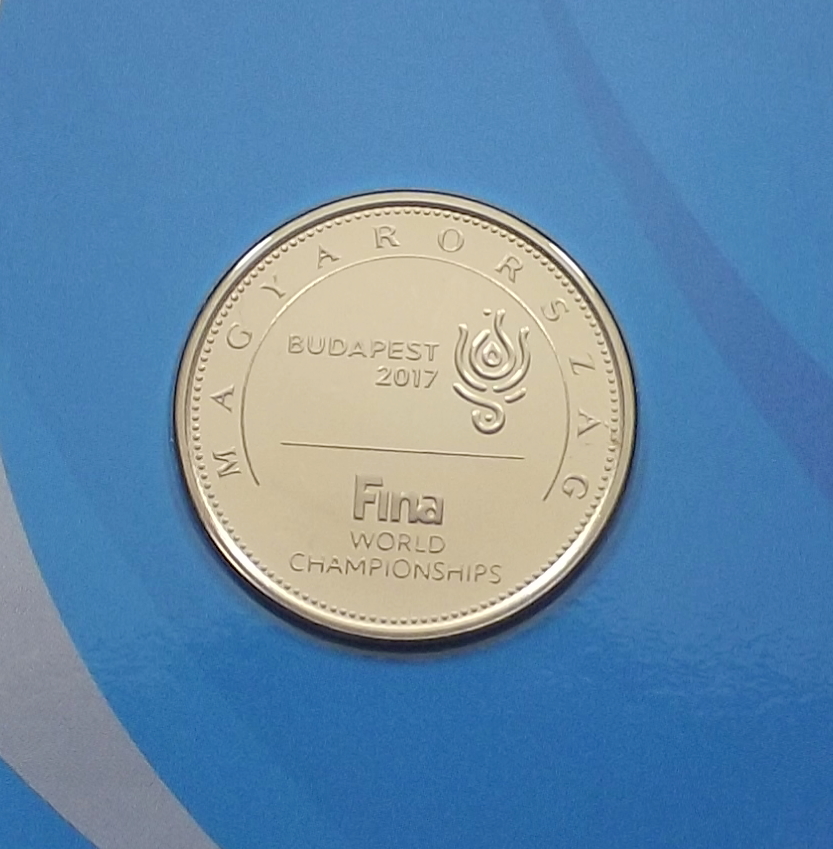 MAGYARORSZÁG
BUDAPEST
2017
Fina
WORLD
CHAMPIONSHIPS